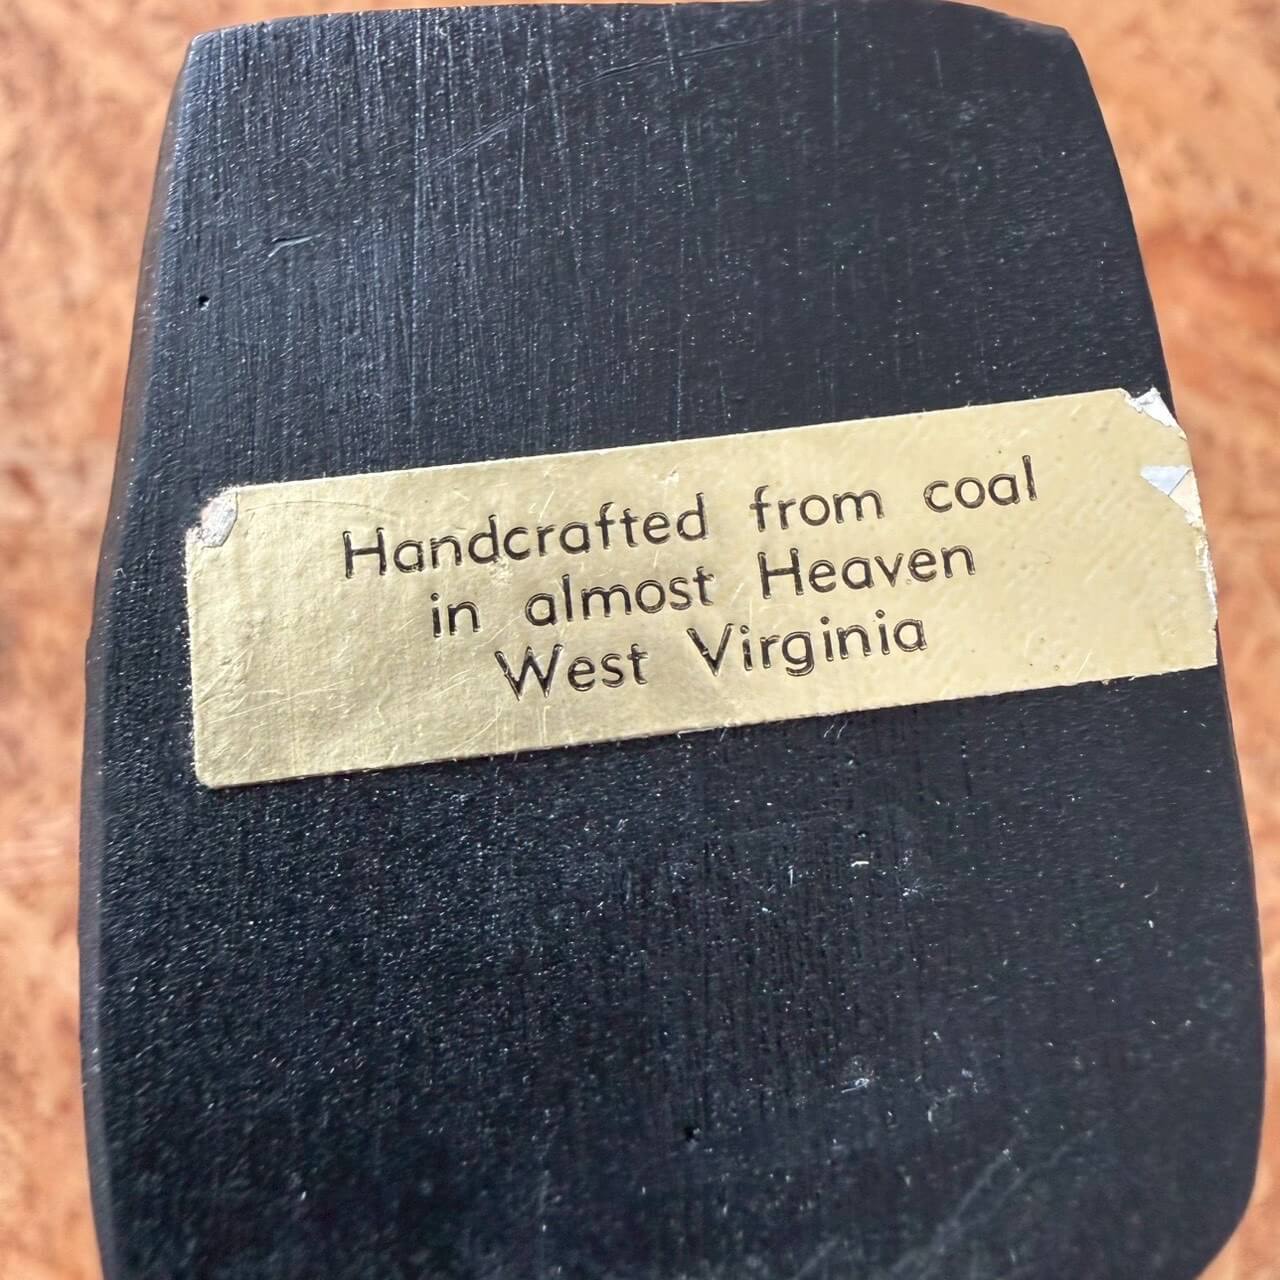 Handcrafted from coal
in almost Heaven
West Virginia